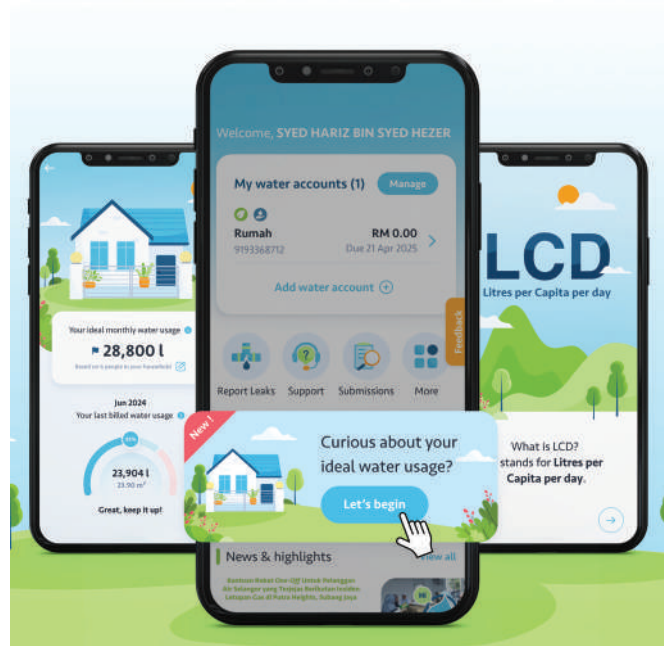 Your ideal monthly water usage
28,800 l
Based on 6 people in your household
Jun 2024
Your last billed water usage
83%
23,904 l
23.90 m³
Great, keep it up!
Welcome, SYED HARIZ BIN SYED HEZER
My water accounts (1)
Manage
Rumah
9193368712
RM 0.00
Due 21 Apr 2025
Add water account
Feedback
Report Leaks
Support
Submissions
More
New !
Curious about your
ideal water usage?
Let's begin
News & highlights
View all
Bantuan Rebat One-Off Untuk Pelanggan
Air Selangor yang Terjejas Berikutan Insiden
Letupan Gas di Putra Heights, Subang Jaya
LCD
Litres per Capita per day
What is LCD?
stands for Litres per
Capita per day.